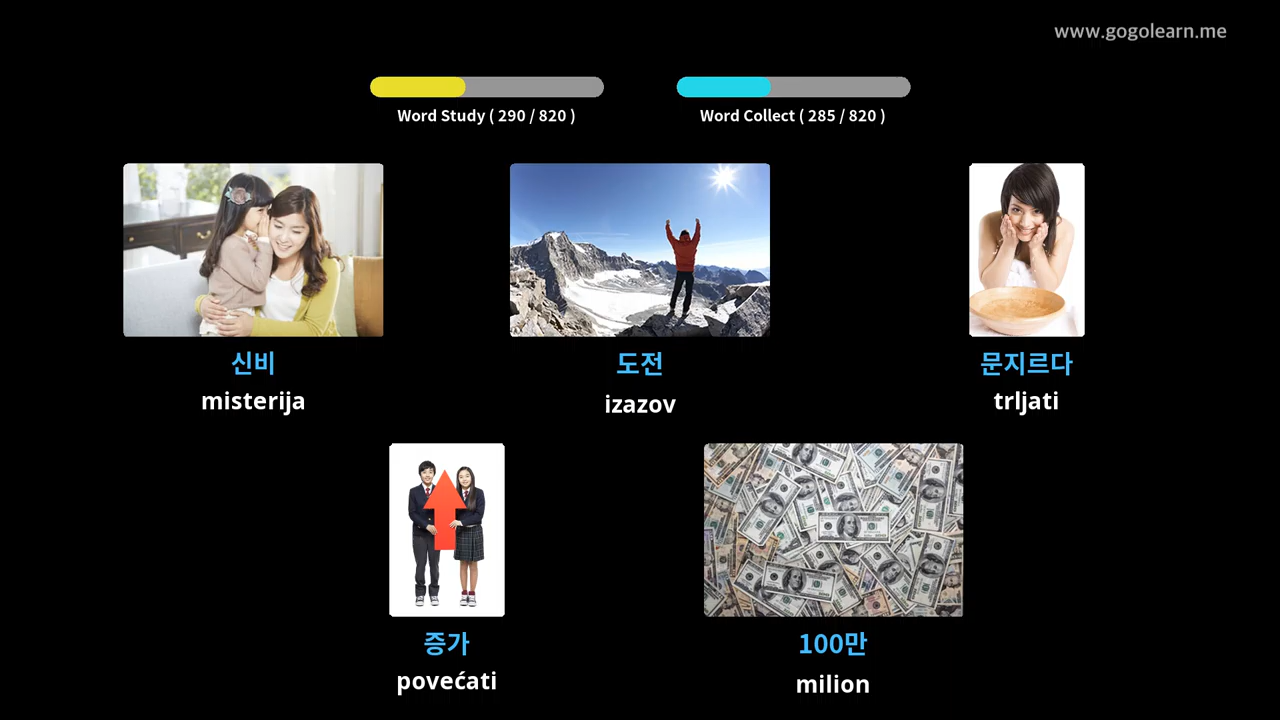 www.gogolearn.me
Word Study ( 290 / 820 )
Word Collect ( 285 / 820 )
신비
misterija
도전
izazov
문지르다
trljati
증가
povećati
100만
milion